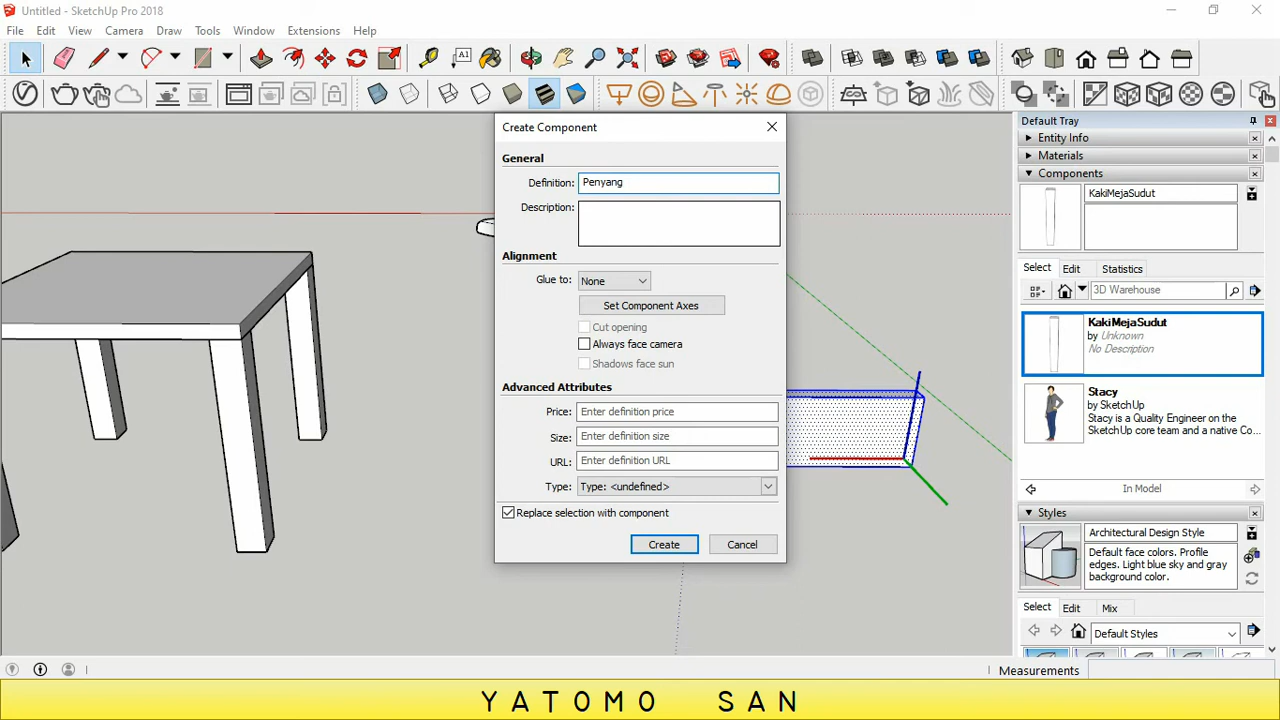 Untitled - SketchUp Pro 2018
File Edit View Camera Draw Tools Window Extensions Help
A1
Create Component
General
Definition: Penyang
Description:
Alignment
Glue to: None
Set Component Axes
Cut opening
Always face camera
Shadows face sun
Advanced Attributes
Price: Enter definition price
Size: Enter definition size
URL: Enter definition URL
Type: Type: <undefined>
Replace selection with component
Create Cancel
Default Tray
Entity Info
Materials
Components
KakiMejaSudut
Select Edit Statistics
3D Warehouse
KakiMejaSudut
by Unknown
No Description
Stacy
by SketchUp
Stacy is a Quality Engineer on the
SketchUp core team and a native Co...
In Model
Styles
Architectural Design Style
Default face colors. Profile
edges. Light blue sky and gray
background color.
Select Edit Mix
Default Styles
Measurements
YATOMO SAN